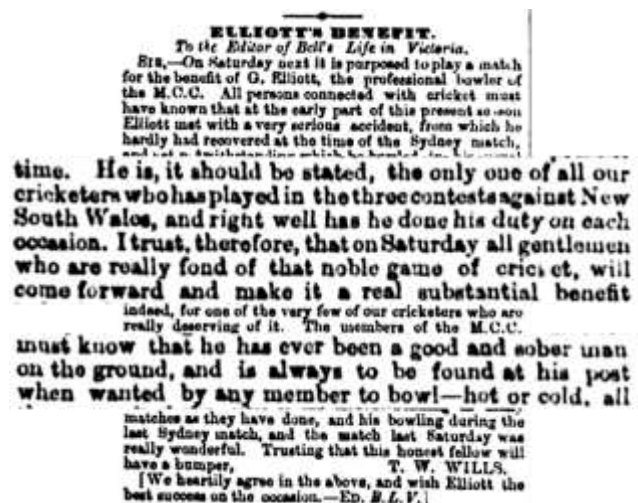 ELLIOTT'S BENEFIT.
To the Editor of Bell's Life in Victoria.
SIR,—On Saturday next it is purposed to play a match
for the benefit of G. Elliott, the professional bowler of
the M.C.C. All persons connected with cricket must
have known that at the early part of this present season
Elliott met with a very serious accident, from which he
hardly had recovered at the time of the Sydney match,
time. He is, it should be stated, the only one of all our
cricketers who has played in the three contests against New
South Wales, and right well has he done his duty on each
occasion. I trust, therefore, that on Saturday all gentlemen
who are really fond of that noble game of cricket, will
come forward and make it a real substantial benefit
indeed, for one of the very few of our cricketers who are
really deserving of it. The members of the M.C.C.
must know that he has ever been a good and sober man
on the ground, and is always to be found at his post
when wanted by any member to bowl—hot or cold, all
matches as they have done, and his bowling during the
last Sydney match, and the match last Saturday was
really wonderful. Trusting that this honest fellow will
have a bumper, T. W. WILLS.
[We heartily agree in the above, and wish Elliott the
best success on the occasion.—ED. B.L.V.]